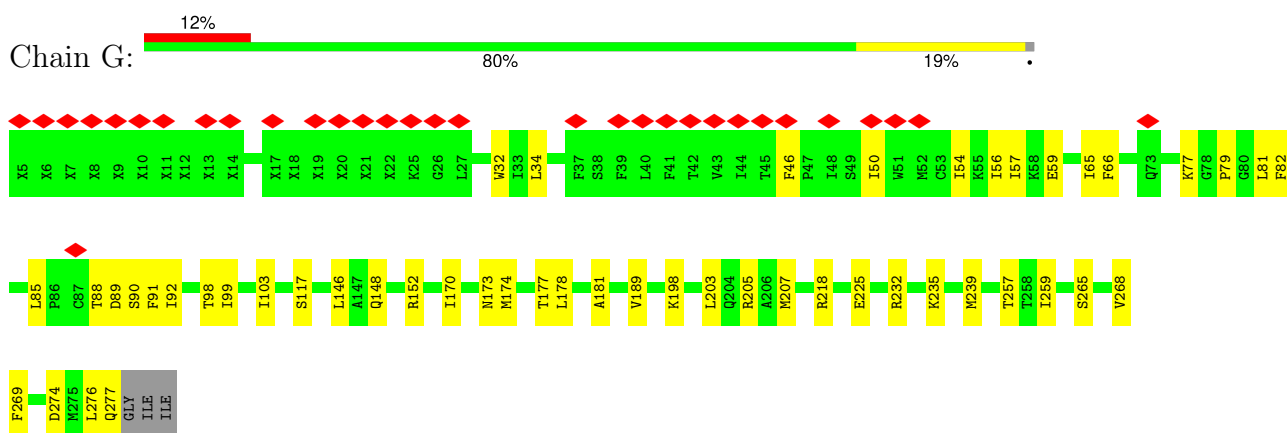 12%
Chain G:
80% 19% •
X5 X6 X7 X8 X9 X10 X11 X12 X13 X14 X17 X18 X19 X20 X21 X22 K25 G26 L27 W32 I33 L34 F37 S38 F39 L40 F41 T42 V43 I44 T45 F46 P47 I48 S49 I50 W51 M52 C53 I54 K55 I56 I57 K58 E59 I65 F66 Q73 K77 G78 P79 G80 L81 F82
L85 P86 C87 T88 D89 S90 F91 I92 T98 I99 I103 S117 L146 A147 Q148 R152 I170 N173 M174 T177 L178 A181 V189 K198 L203 Q204 R205 A206 M207 R218 E225 R232 K235 M239 T257 T258 I259 S265 V268
F269 D274 M275 L276 Q277 GLY ILE ILE